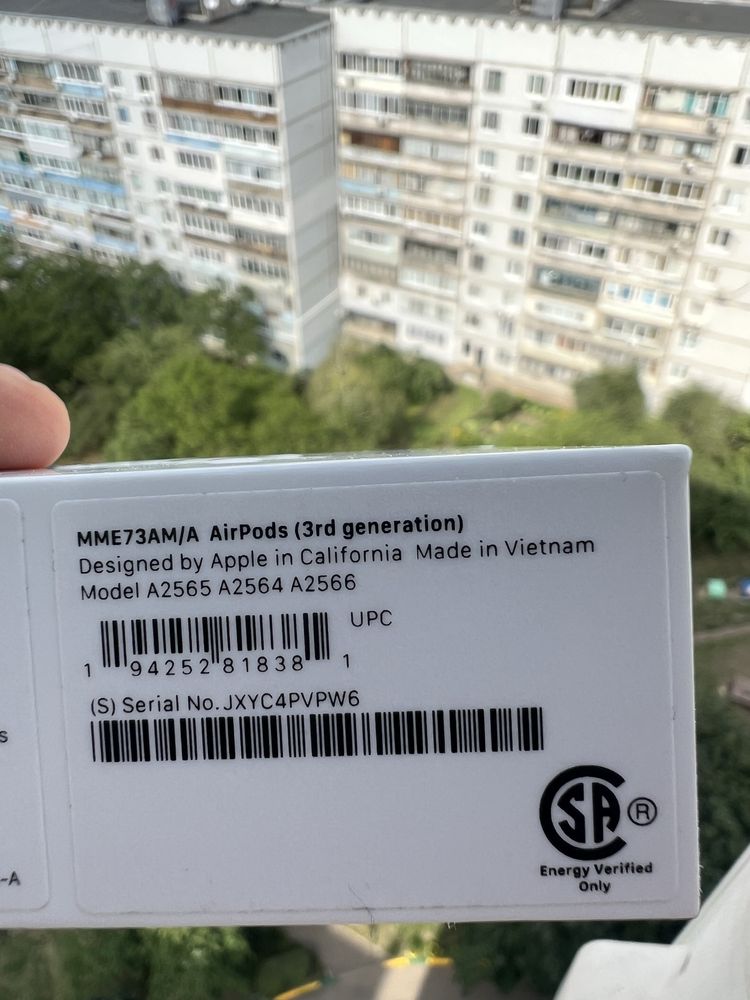 MME73AM/A AirPods (3rd generation)
Designed by Apple in California Made in Vietnam
Model A2565 A2564 A2566
UPC
1 94252 81838 1
(S) Serial No. JXYC4PVPW6
SA ®
Energy Verified
Only
s
-A